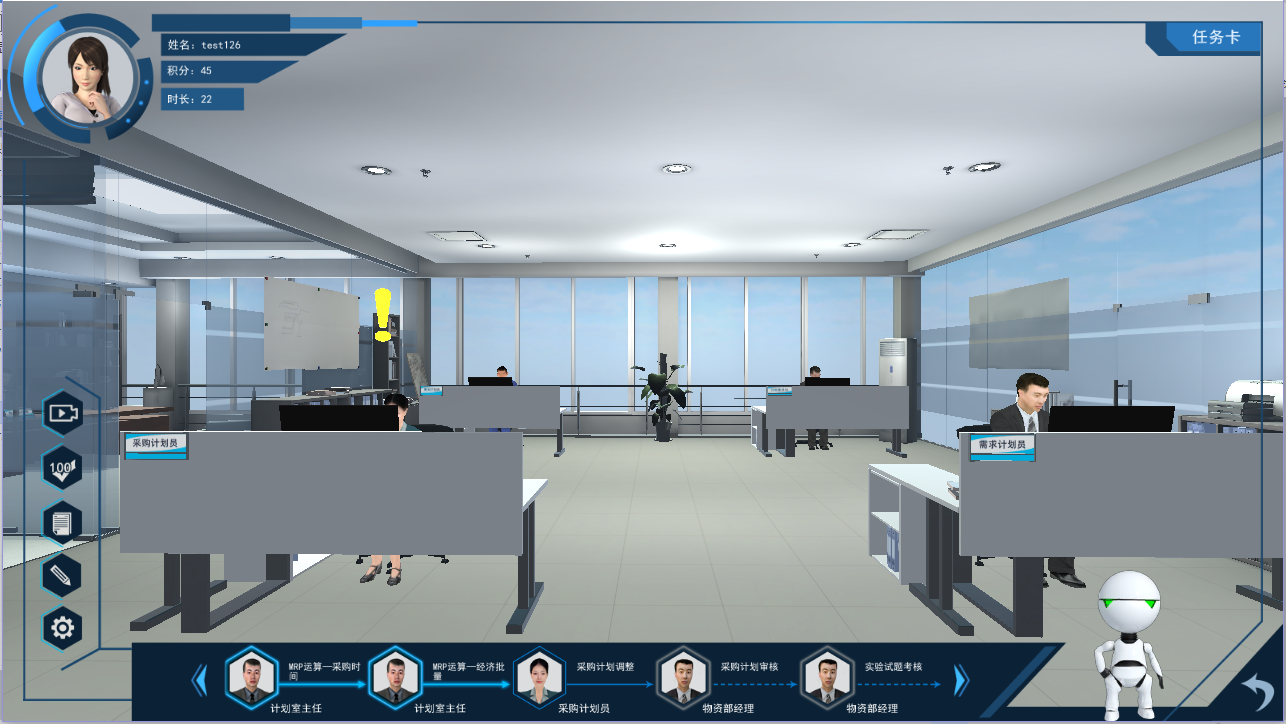 姓名：test126
任务卡
积分：45
时长：22
采购计划员
需求计划员
100
MRP运算—采购时
间
MRP运算—经济批
量
采购计划调整
采购计划审核
实验试题考核
计划室主任
计划室主任
采购计划员
物资部经理
物资部经理